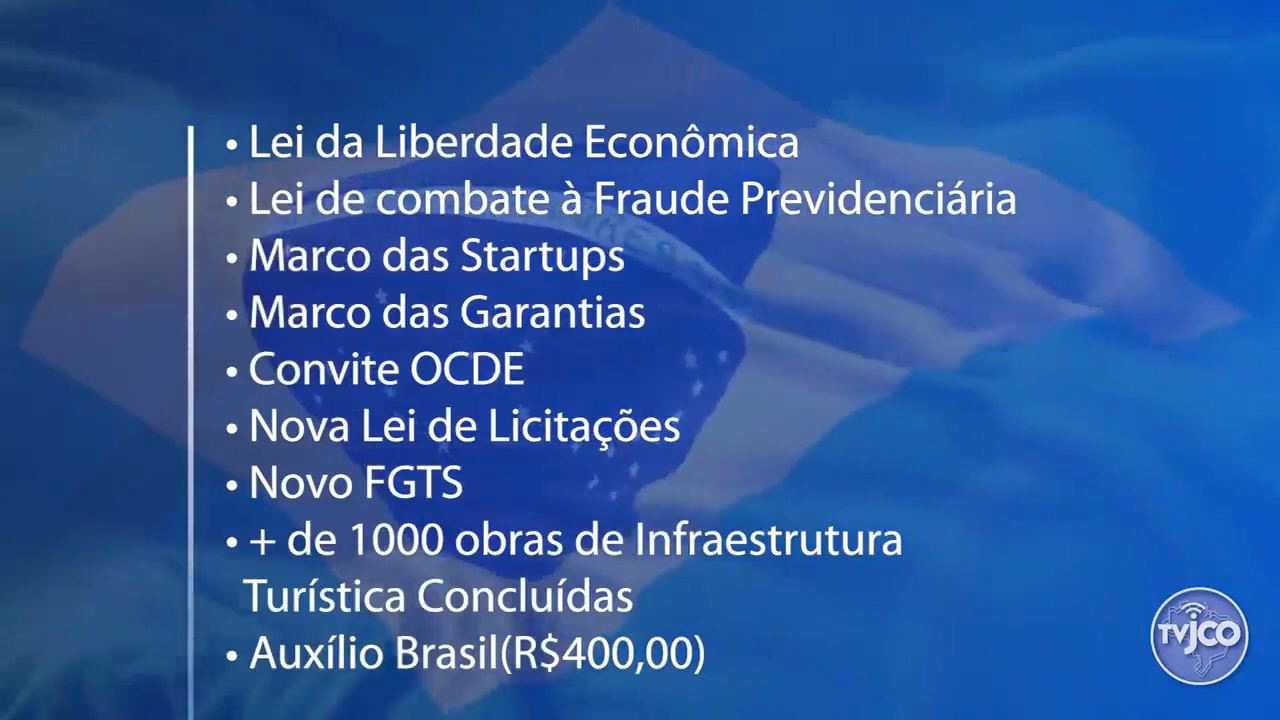 • Lei da Liberdade Econômica
• Lei de combate à Fraude Previdenciária
• Marco das Startups
• Marco das Garantias
• Convite OCDE
• Nova Lei de Licitações
• Novo FGTS
• + de 1000 obras de Infraestrutura
Turística Concluídas
• Auxílio Brasil(R$400,00)
TVJCO